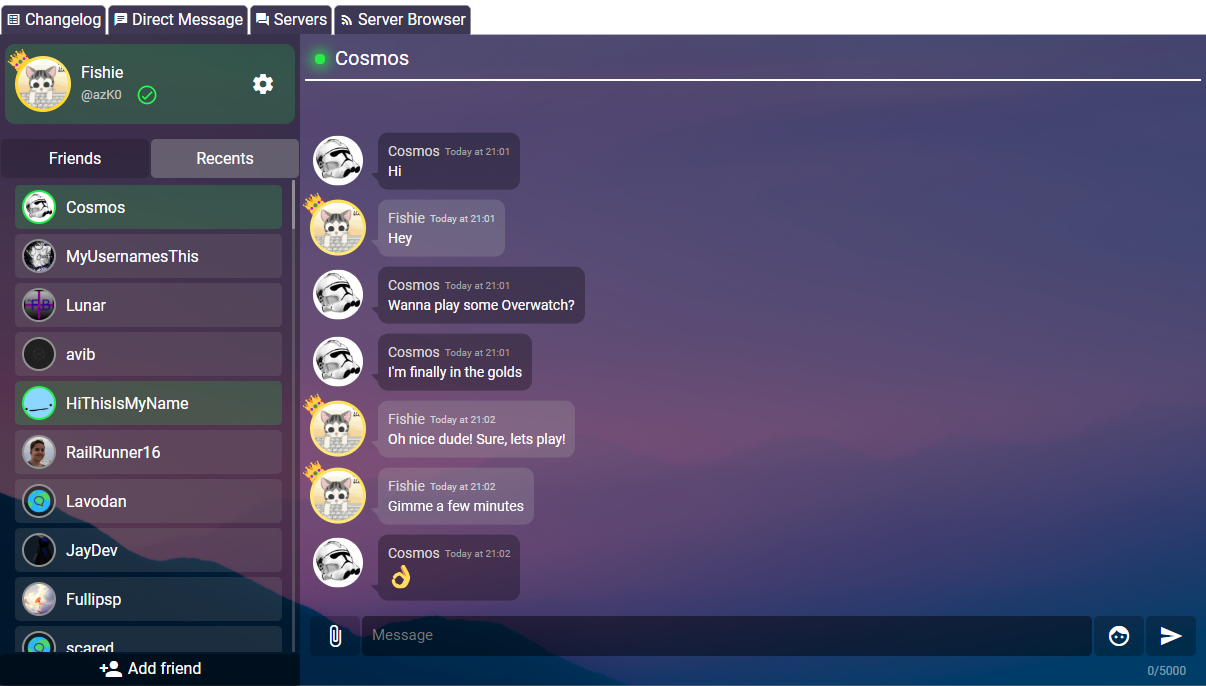 Changelog Direct Message Servers Server Browser
Fishie
@azK0
Friends Recents
Cosmos
MyUsernamesThis
Lunar
avib
HiThisIsMyName
RailRunner16
Lavodan
JayDev
Fullipsp
scared
Add friend
Cosmos
Cosmos Today at 21:01
Hi
Fishie Today at 21:01
Hey
Cosmos Today at 21:01
Wanna play some Overwatch?
Cosmos Today at 21:01
I'm finally in the golds
Fishie Today at 21:02
Oh nice dude! Sure, lets play!
Fishie Today at 21:02
Gimme a few minutes
Cosmos Today at 21:02
👌
Message
0/5000